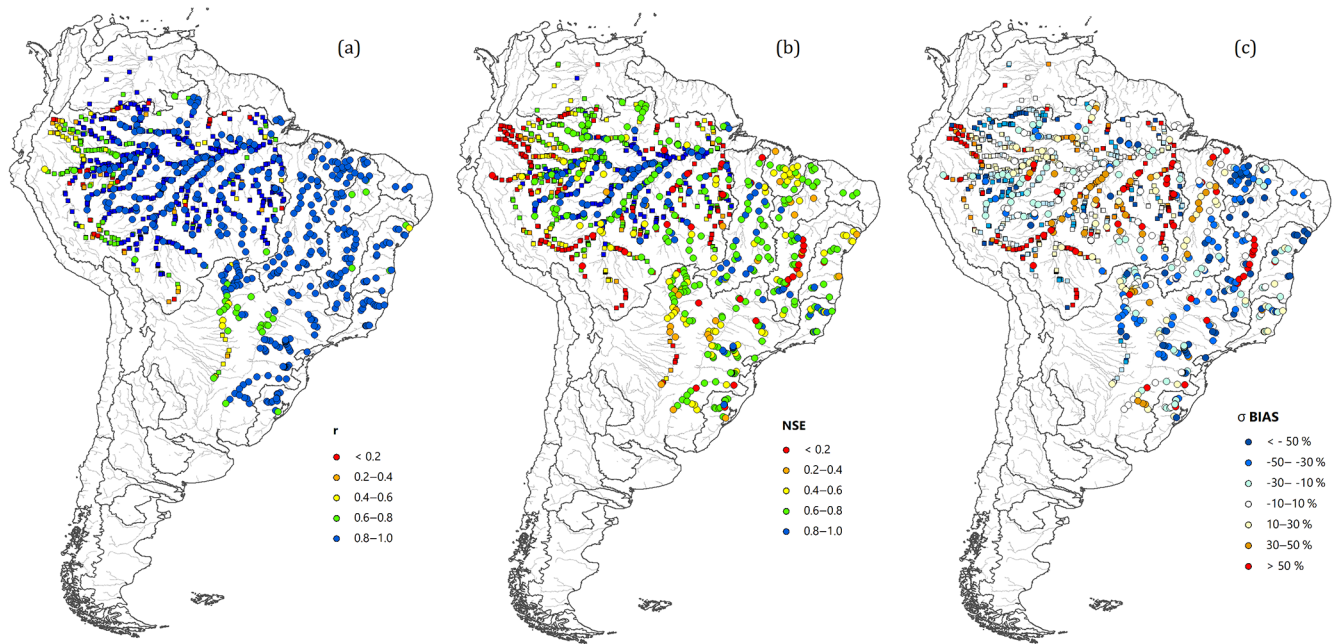 (a)
(b)
(c)
r
< 0.2
0.2–0.4
0.4–0.6
0.6–0.8
0.8–1.0
NSE
< 0.2
0.2–0.4
0.4–0.6
0.6–0.8
0.8–1.0
σ BIAS
< - 50 %
-50– -30 %
-30– -10 %
-10–10 %
10–30 %
30–50 %
> 50 %